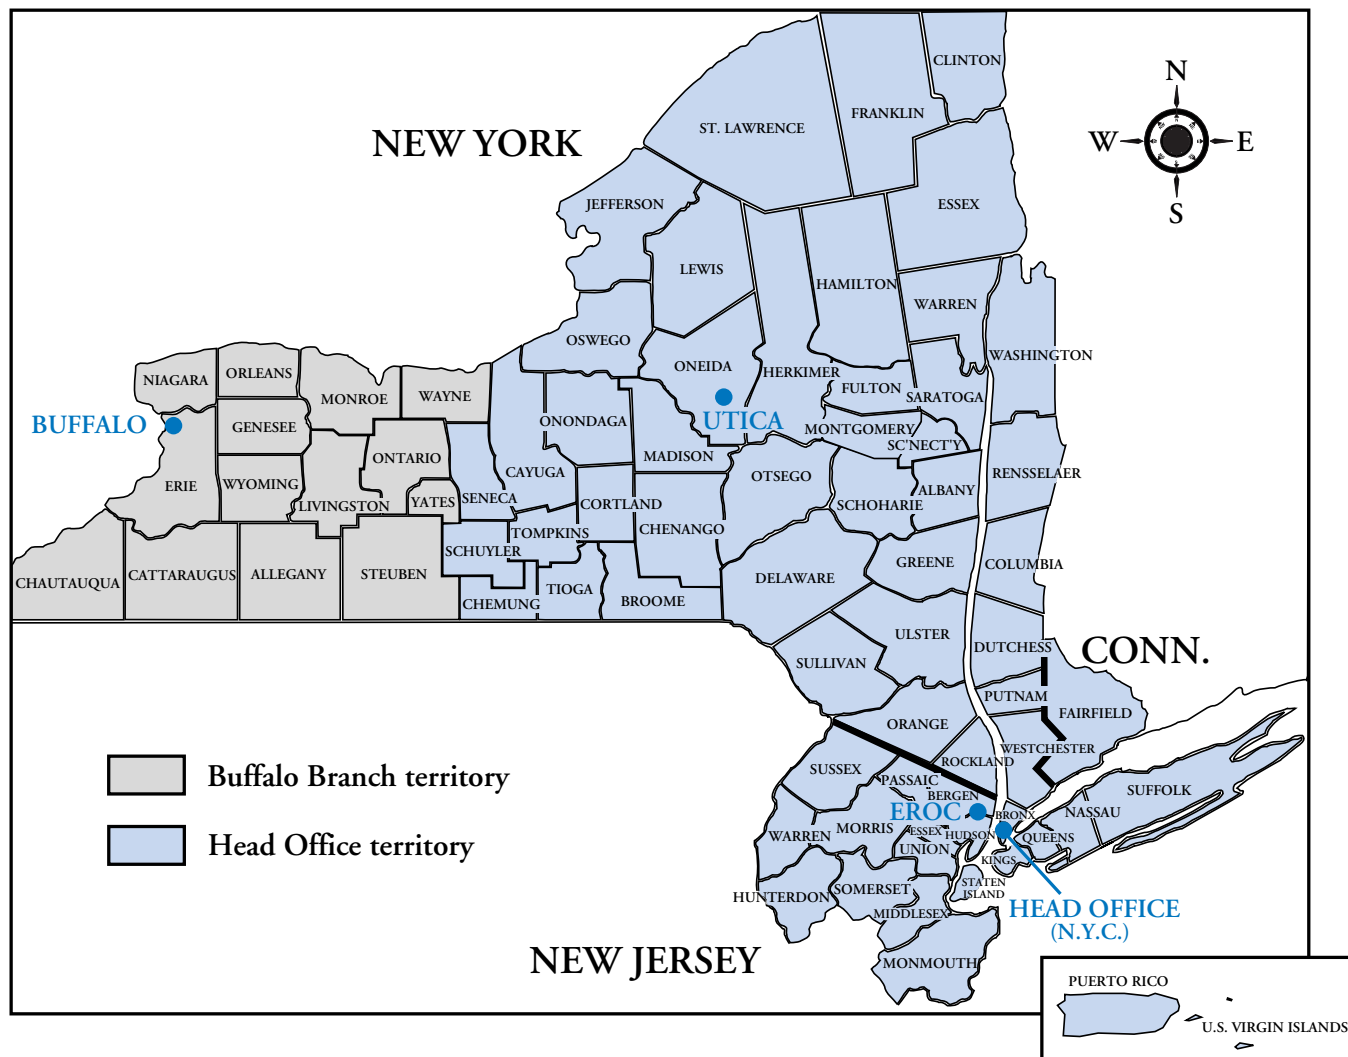 CLINTON
N
ST. LAWRENCE
FRANKLIN
NEW YORK
W
E
JEFFERSON
ESSEX
S
LEWIS
HAMILTON
WARREN
OSWEGO
WASHINGTON
ONEIDA
HERKIMER
ORLEANS
NIAGARA
FULTON
MONROE
WAYNE
SARATOGA
BUFFALO
UTICA
ONONDAGA
GENESEE
MONTGOMERY
SC'NECT'Y
ONTARIO
MADISON
CAYUGA
OTSEGO
RENSSELAER
ERIE
WYOMING
ALBANY
YATES
SENECA
LIVINGSTON
CORTLAND
SCHOHARIE
CHENANGO
TOMPKINS
SCHUYLER
GREENE
COLUMBIA
CHAUTAUQUA
CATTARAUGUS
ALLEGANY
STEUBEN
DELAWARE
TIOGA
CHEMUNG
BROOME
ULSTER
DUTCHESS
CONN.
SULLIVAN
PUTNAM
FAIRFIELD
ORANGE
WESTCHESTER
ROCKLAND
SUSSEX
Buffalo Branch territory
PASSAIC
SUFFOLK
BERGEN
EROC
NASSAU
BRONX
MORRIS
ESSEX
WARREN
HUDSON
QUEENS
Head Office territory
UNION
KINGS
STATEN
ISLAND
SOMERSET
HUNTERDON
HEAD OFFICE
(N.Y.C.)
MIDDLESEX
NEW JERSEY
MONMOUTH
PUERTO RICO
U.S. VIRGIN ISLANDS